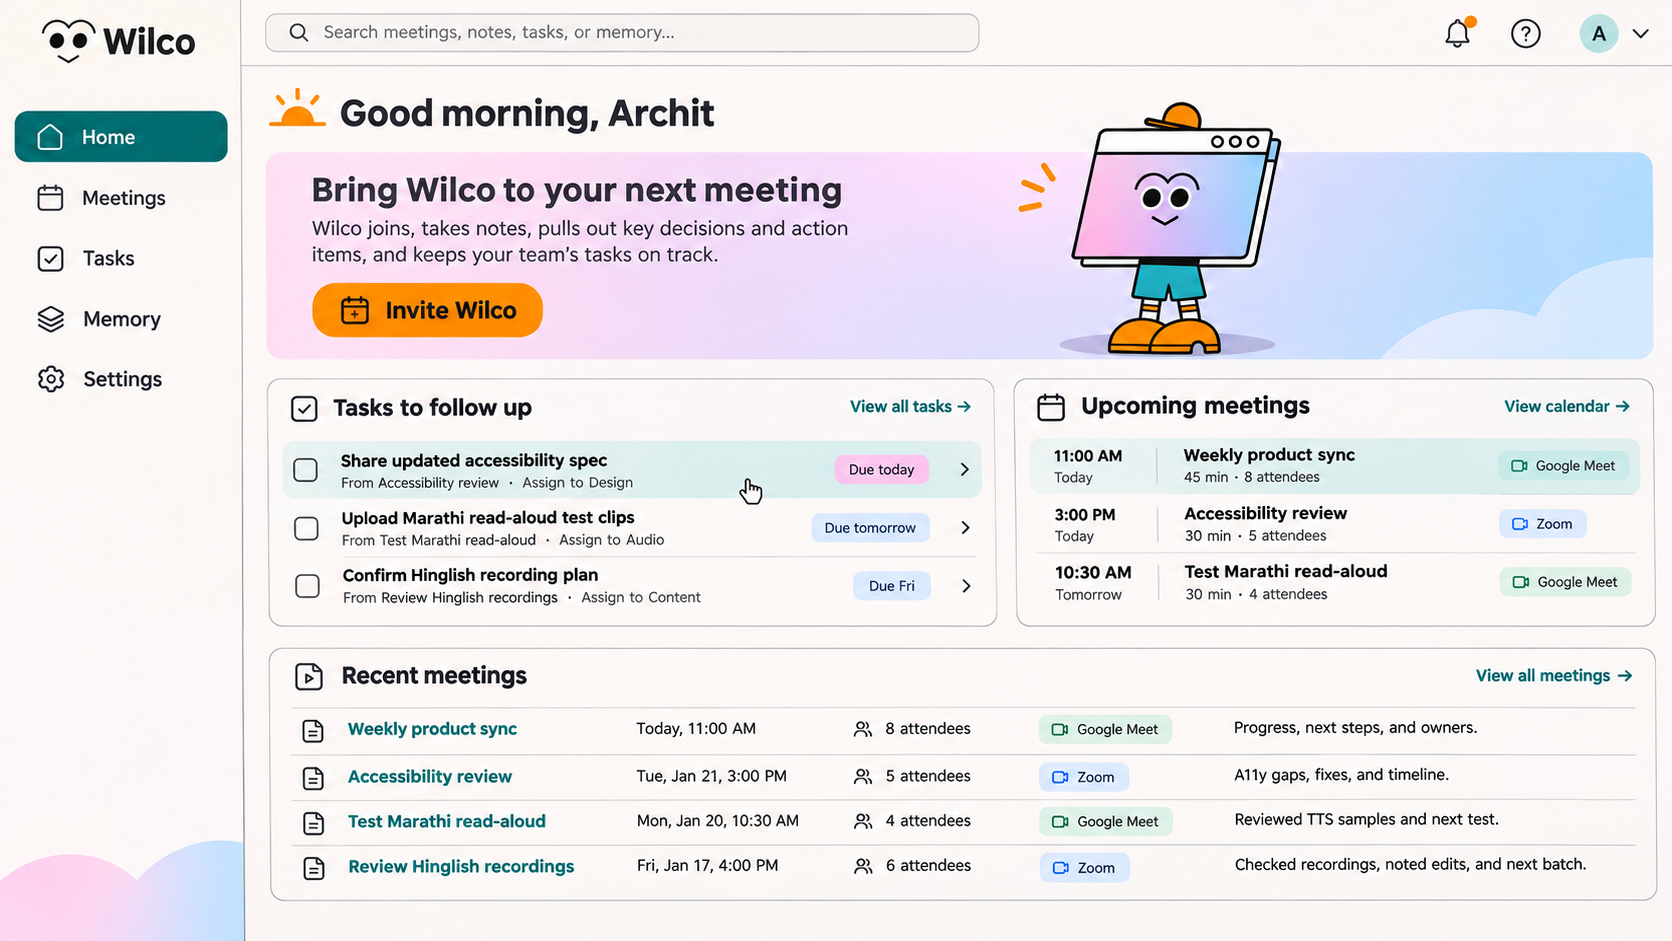 Wilco
Search meetings, notes, tasks, or memory...
A
Home
Meetings
Tasks
Memory
Settings
Good morning, Archit
Bring Wilco to your next meeting
Wilco joins, takes notes, pulls out key decisions and action
items, and keeps your team's tasks on track.
Invite Wilco
Tasks to follow up
View all tasks →
Share updated accessibility spec
From Accessibility review · Assign to Design
Due today
Upload Marathi read-aloud test clips
From Test Marathi read-aloud · Assign to Audio
Due tomorrow
Confirm Hinglish recording plan
From Review Hinglish recordings · Assign to Content
Due Fri
Upcoming meetings
View calendar →
11:00 AM
Today
Weekly product sync
45 min · 8 attendees
Google Meet
3:00 PM
Today
Accessibility review
30 min · 5 attendees
Zoom
10:30 AM
Tomorrow
Test Marathi read-aloud
30 min · 4 attendees
Google Meet
Recent meetings
View all meetings →
Weekly product sync Today, 11:00 AM 8 attendees Google Meet Progress, next steps, and owners.
Accessibility review Tue, Jan 21, 3:00 PM 5 attendees Zoom A11y gaps, fixes, and timeline.
Test Marathi read-aloud Mon, Jan 20, 10:30 AM 4 attendees Google Meet Reviewed TTS samples and next test.
Review Hinglish recordings Fri, Jan 17, 4:00 PM 6 attendees Zoom Checked recordings, noted edits, and next batch.